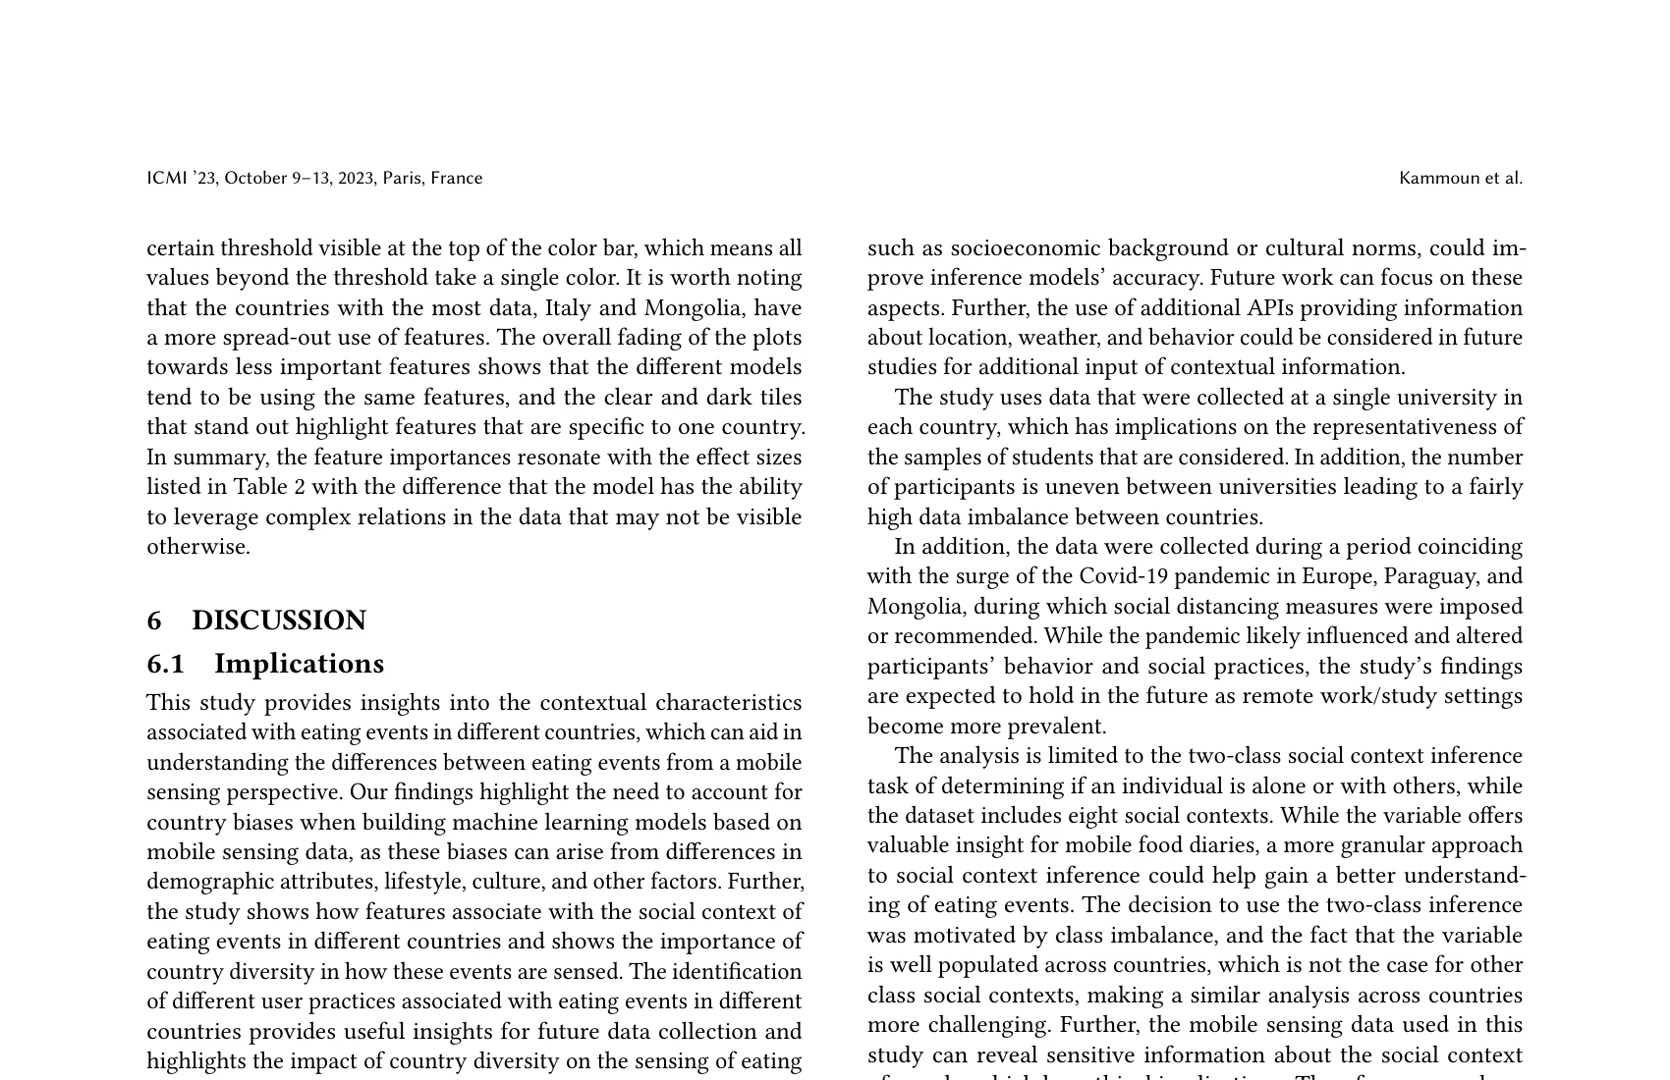 ICMI ’23, October 9–13, 2023, Paris, France
Kammoun et al.
certain threshold visible at the top of the color bar, which means all
values beyond the threshold take a single color. It is worth noting
that the countries with the most data, Italy and Mongolia, have
a more spread-out use of features. The overall fading of the plots
towards less important features shows that the different models
tend to be using the same features, and the clear and dark tiles
that stand out highlight features that are specific to one country.
In summary, the feature importances resonate with the effect sizes
listed in Table 2 with the difference that the model has the ability
to leverage complex relations in the data that may not be visible
otherwise.
6 DISCUSSION
6.1 Implications
This study provides insights into the contextual characteristics
associated with eating events in different countries, which can aid in
understanding the differences between eating events from a mobile
sensing perspective. Our findings highlight the need to account for
country biases when building machine learning models based on
mobile sensing data, as these biases can arise from differences in
demographic attributes, lifestyle, culture, and other factors. Further,
the study shows how features associate with the social context of
eating events in different countries and shows the importance of
country diversity in how these events are sensed. The identification
of different user practices associated with eating events in different
countries provides useful insights for future data collection and
highlights the impact of country diversity on the sensing of eating
such as socioeconomic background or cultural norms, could im-
prove inference models’ accuracy. Future work can focus on these
aspects. Further, the use of additional APIs providing information
about location, weather, and behavior could be considered in future
studies for additional input of contextual information.
The study uses data that were collected at a single university in
each country, which has implications on the representativeness of
the samples of students that are considered. In addition, the number
of participants is uneven between universities leading to a fairly
high data imbalance between countries.
In addition, the data were collected during a period coinciding
with the surge of the Covid-19 pandemic in Europe, Paraguay, and
Mongolia, during which social distancing measures were imposed
or recommended. While the pandemic likely influenced and altered
participants’ behavior and social practices, the study’s findings
are expected to hold in the future as remote work/study settings
become more prevalent.
The analysis is limited to the two-class social context inference
task of determining if an individual is alone or with others, while
the dataset includes eight social contexts. While the variable offers
valuable insight for mobile food diaries, a more granular approach
to social context inference could help gain a better understand-
ing of eating events. The decision to use the two-class inference
was motivated by class imbalance, and the fact that the variable
is well populated across countries, which is not the case for other
class social contexts, making a similar analysis across countries
more challenging. Further, the mobile sensing data used in this
study can reveal sensitive information about the social context